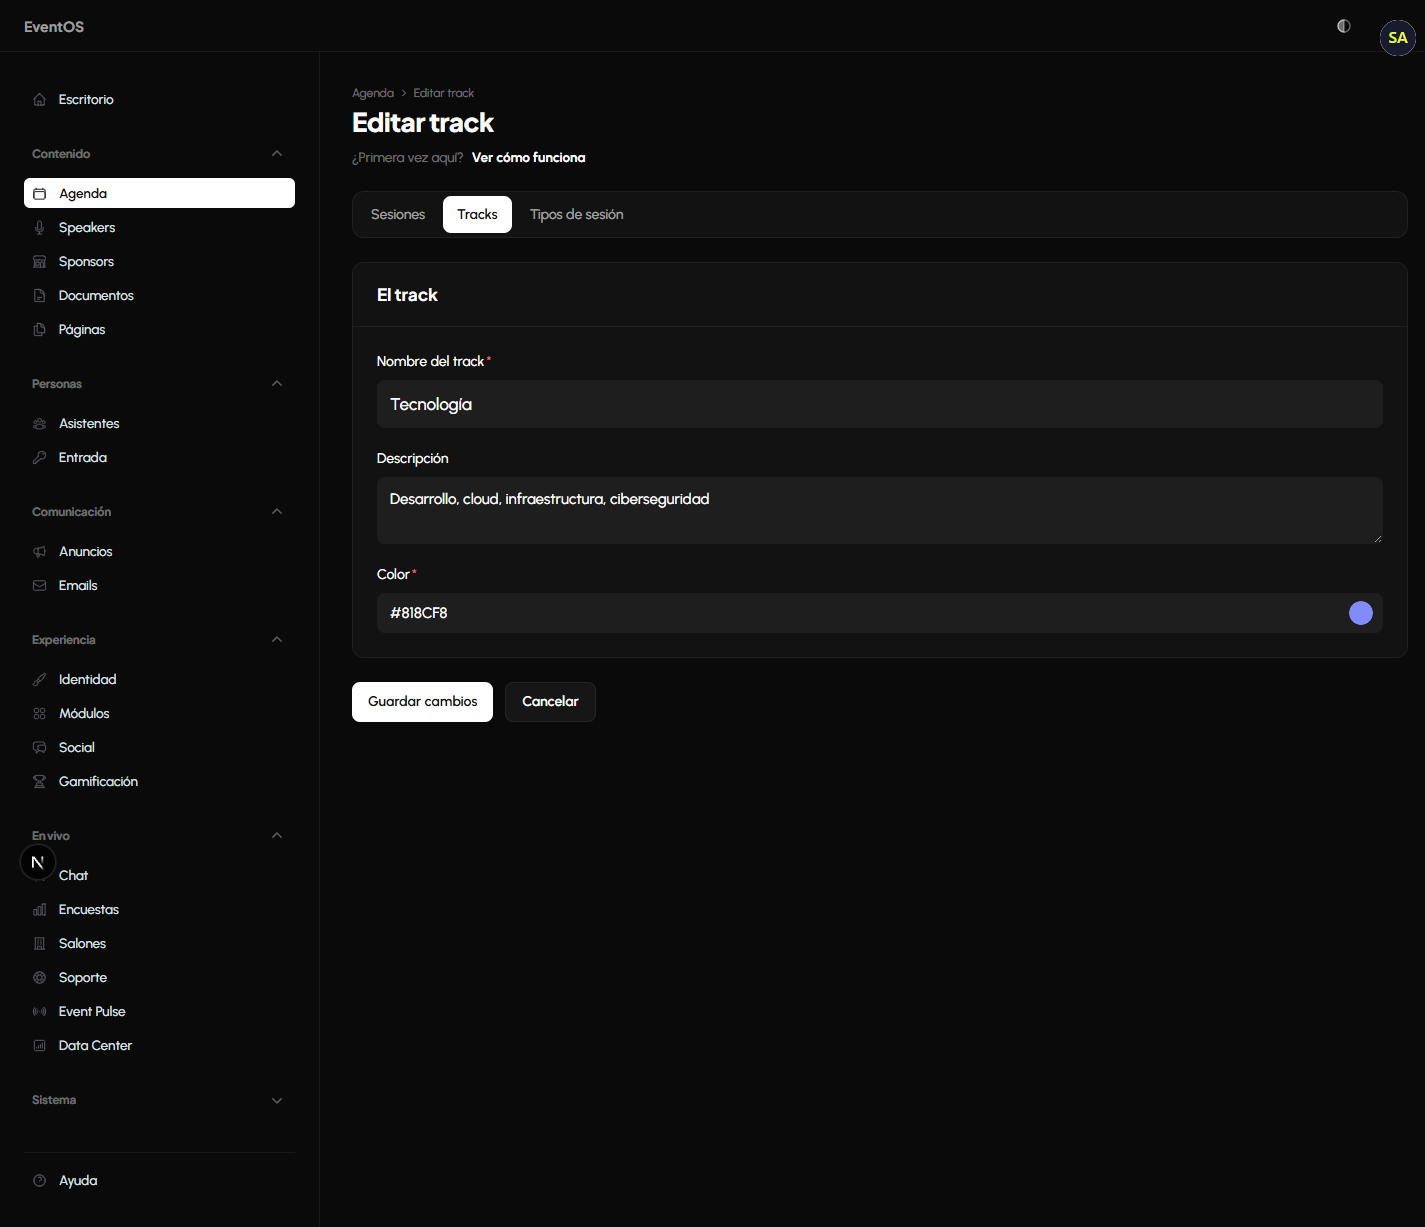 EventOS
SA
Escritorio
Contenido
Agenda
Speakers
Sponsors
Documentos
Páginas
Personas
Asistentes
Entrada
Comunicación
Anuncios
Emails
Experiencia
Identidad
Módulos
Social
Gamificación
En vivo
N
Chat
Encuestas
Salones
Soporte
Event Pulse
Data Center
Sistema
Ayuda
Agenda > Editar track
Editar track
¿Primera vez aquí? Ver cómo funciona
Sesiones Tracks Tipos de sesión
El track
Nombre del track *
Tecnología
Descripción
Desarrollo, cloud, infraestructura, ciberseguridad
Color *
#818CF8
Guardar cambios Cancelar